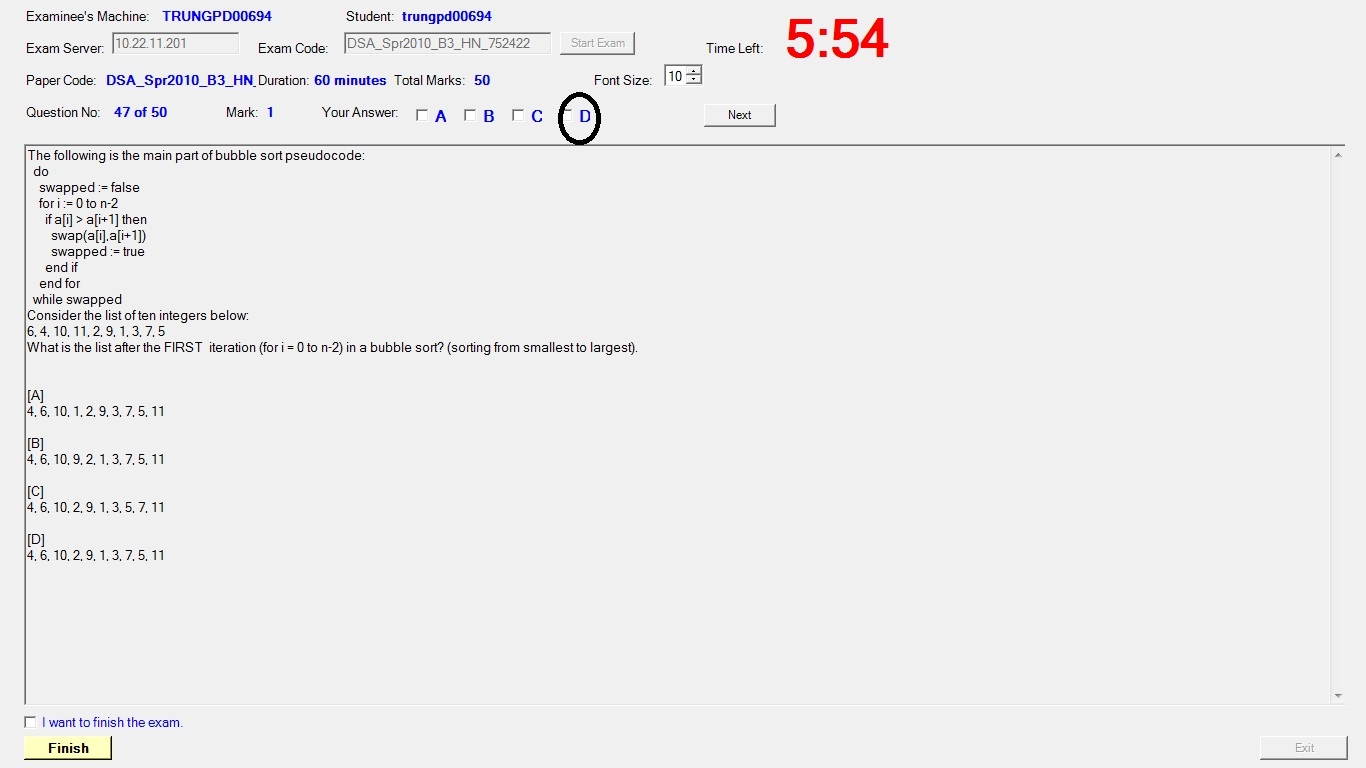 Examinee's Machine: TRUNGPD00694 Student: trungpd00694
Exam Server: 10.22.11.201 Exam Code: DSA_Spr2010_B3_HN_752422 Start Exam Time Left: 5:54
Paper Code: DSA_Spr2010_B3_HN_ Duration: 60 minutes Total Marks: 50 Font Size: 10
Question No: 47 of 50 Mark: 1 Your Answer: A B C D Next
The following is the main part of bubble sort pseudocode:
do
swapped := false
for i := 0 to n-2
if a[i] > a[i+1] then
swap(a[i],a[i+1])
swapped := true
end if
end for
while swapped
Consider the list of ten integers below:
6, 4, 10, 11, 2, 9, 1, 3, 7, 5
What is the list after the FIRST iteration (for i = 0 to n-2) in a bubble sort? (sorting from smallest to largest).
[A]
4, 6, 10, 1, 2, 9, 3, 7, 5, 11
[B]
4, 6, 10, 9, 2, 1, 3, 7, 5, 11
[C]
4, 6, 10, 2, 9, 1, 3, 5, 7, 11
[D]
4, 6, 10, 2, 9, 1, 3, 7, 5, 11
I want to finish the exam.
Finish Exit